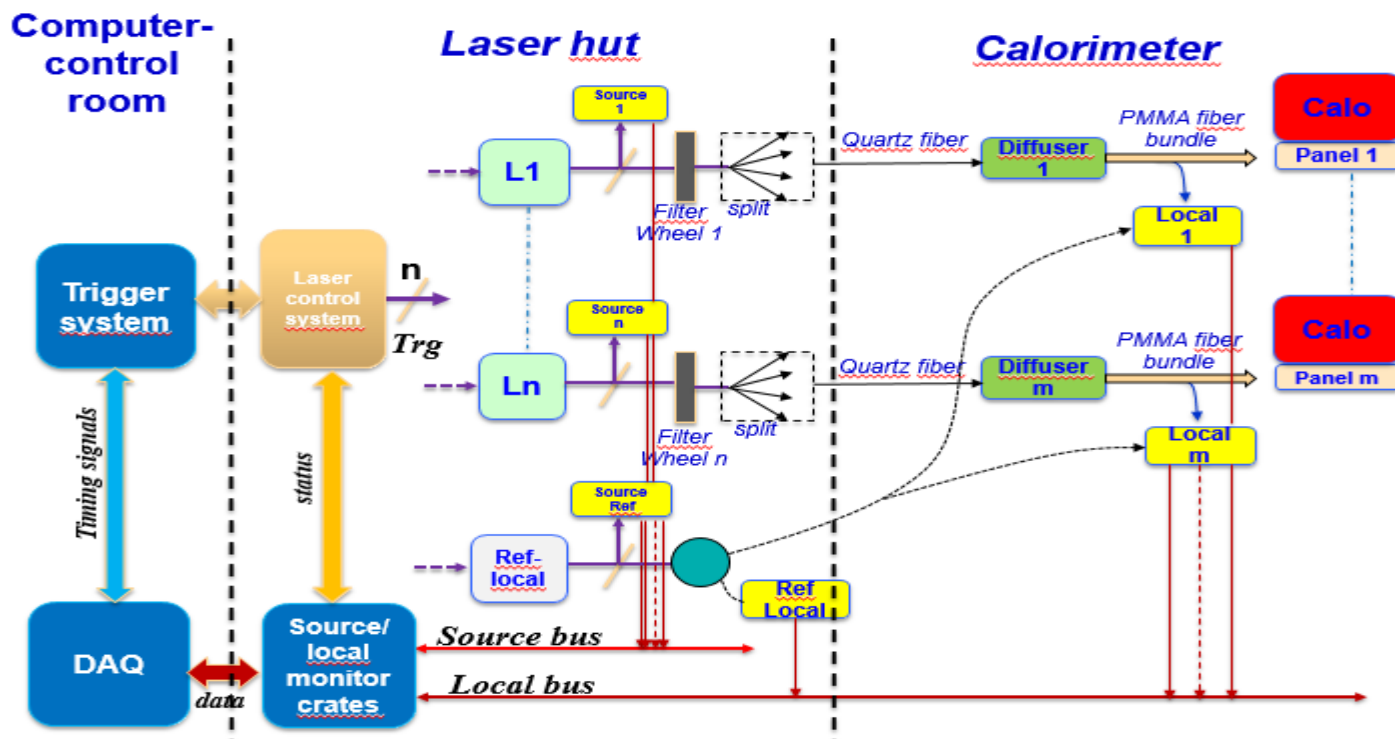 Computer-
control
room
Laser hut
Calorimeter
Source
1
L1
Filter
Wheel 1
split
Quartz fiber
Diffuser
1
PMMA fiber
bundle
Calo
Panel 1
Local
1
Trigger
system
Laser
control
system
n
Trg
Source
n
Ln
Filter
Wheel n
split
Quartz fiber
Diffuser
m
PMMA fiber
bundle
Calo
Panel m
Local
m
Timing signals
status
Source
Ref
Ref-
local
Ref
Local
DAQ
data
Source/
local
monitor
crates
Source bus
Local bus